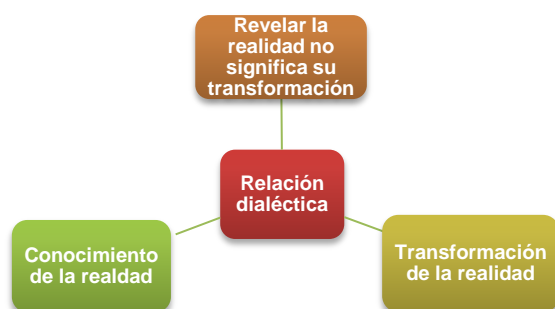 Revelar la
realidad no
significa su
transformación
Relación
dialéctica
Conocimiento
de la realdad
Transformación
de la realidad